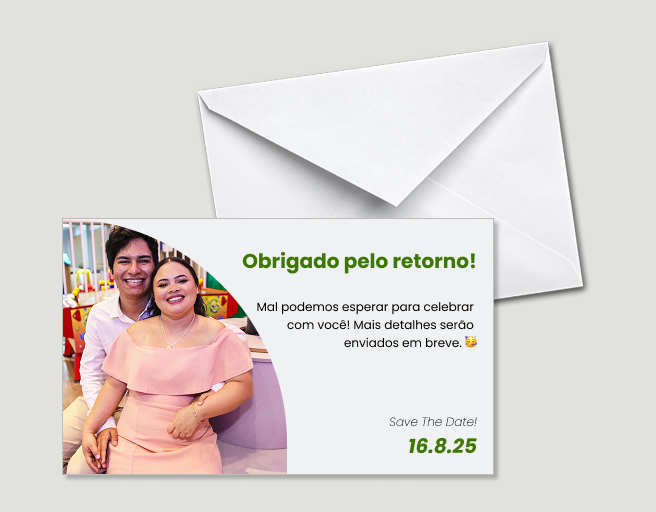 Obrigado pelo retorno!
Mal podemos esperar para celebrar
com você! Mais detalhes serão
enviados em breve. 🥳
Save The Date!
16.8.25